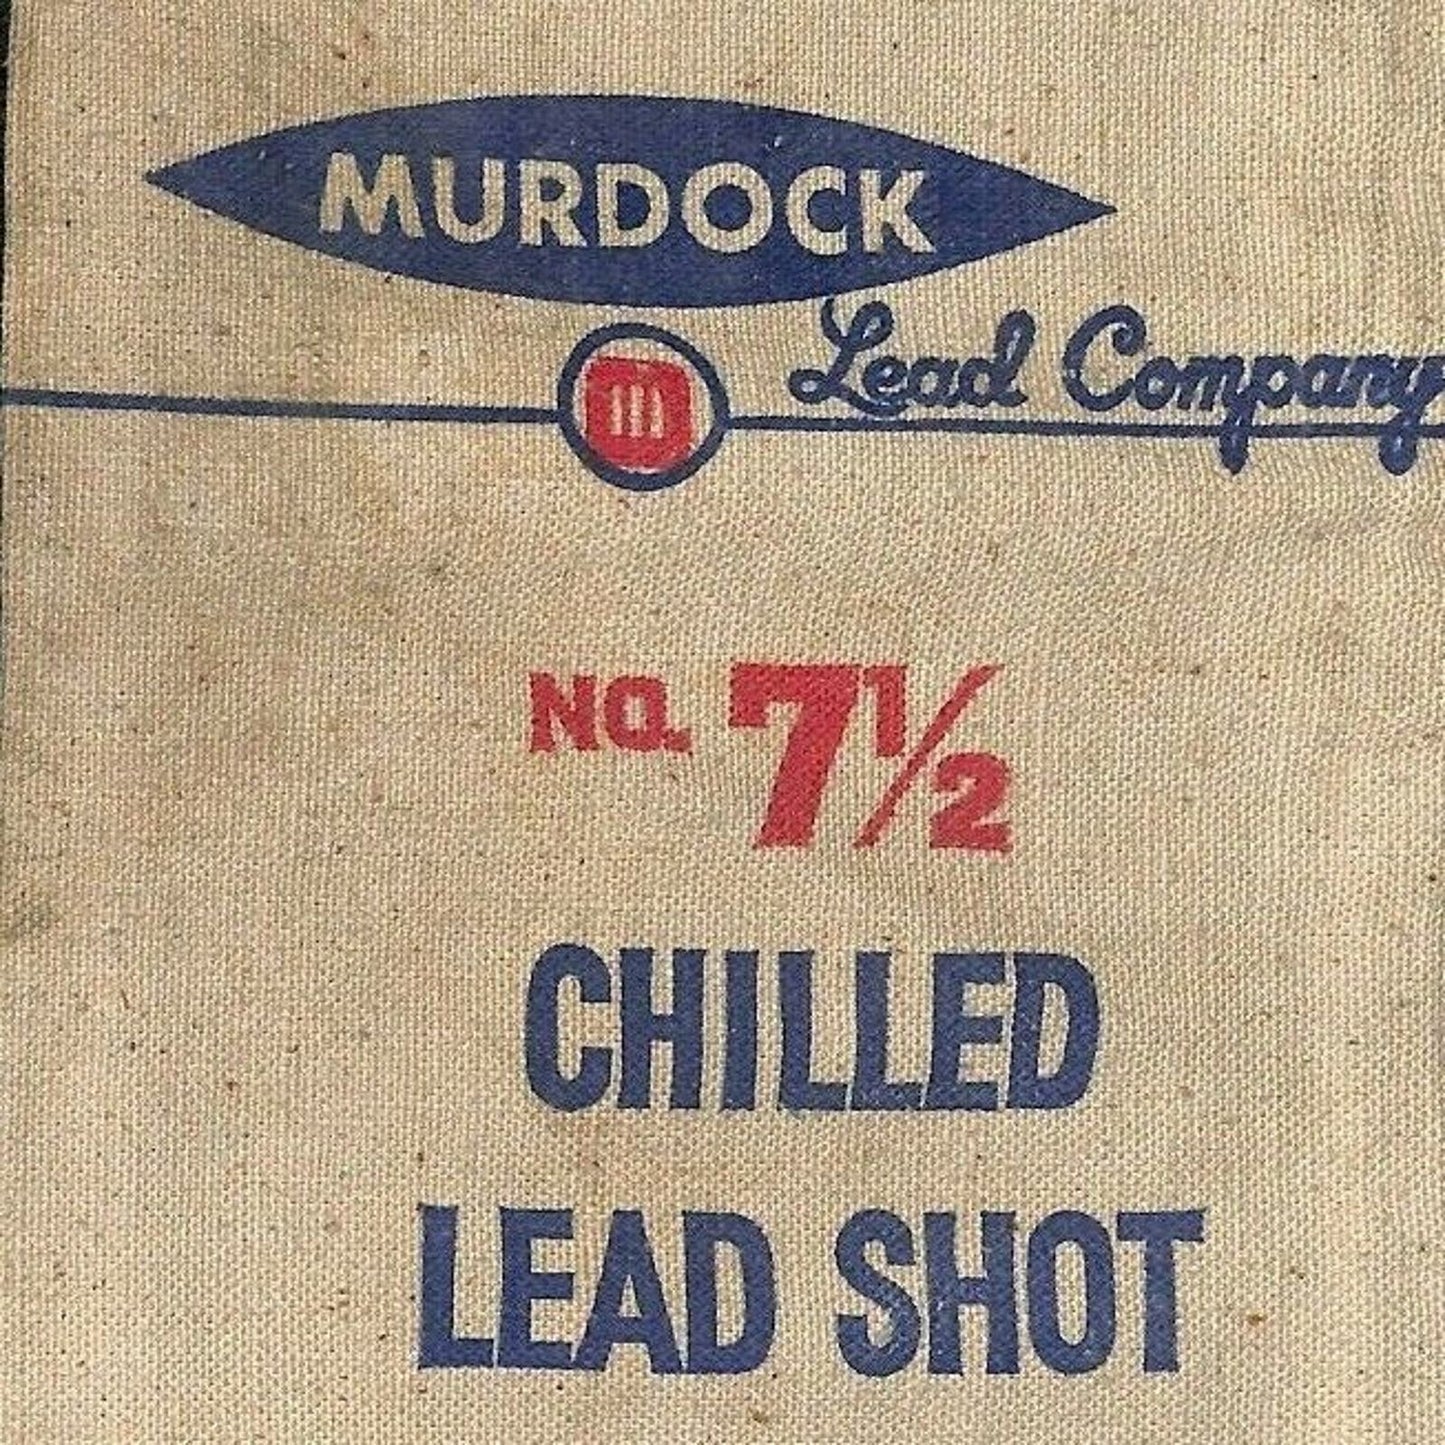 MURDOCK
Lead Company
NO. 7½
CHILLED
LEAD SHOT